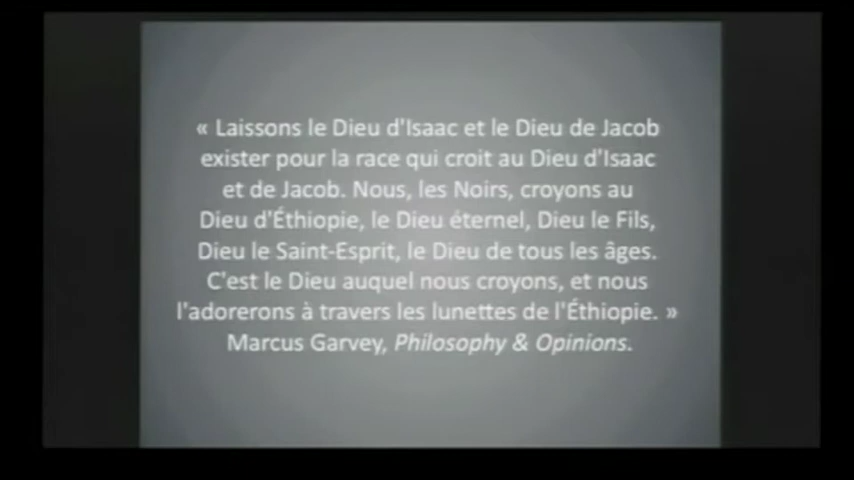 « Laissons le Dieu d'Isaac et le Dieu de Jacob
exister pour la race qui croit au Dieu d'Isaac
et de Jacob. Nous, les Noirs, croyons au
Dieu d'Éthiopie, le Dieu éternel, Dieu le Fils,
Dieu le Saint-Esprit, le Dieu de tous les âges.
C'est le Dieu auquel nous croyons, et nous
l'adorerons à travers les lunettes de l'Éthiopie. »
Marcus Garvey, Philosophy & Opinions.